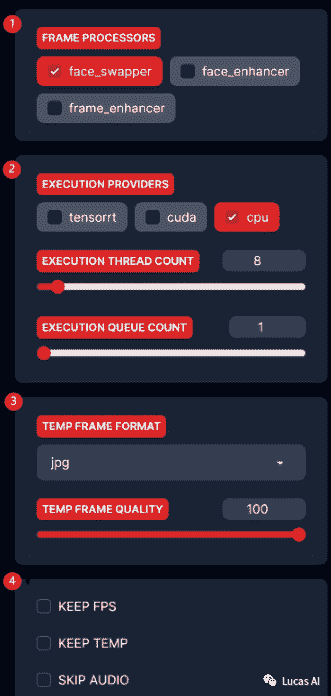 1
FRAME PROCESSORS
face_swapper face_enhancer
frame_enhancer
2
EXECUTION PROVIDERS
tensorrt cuda cpu
EXECUTION THREAD COUNT 8
EXECUTION QUEUE COUNT 1
3
TEMP FRAME FORMAT
jpg
TEMP FRAME QUALITY 100
4
KEEP FPS
KEEP TEMP
SKIP AUDIO
Lucas AI